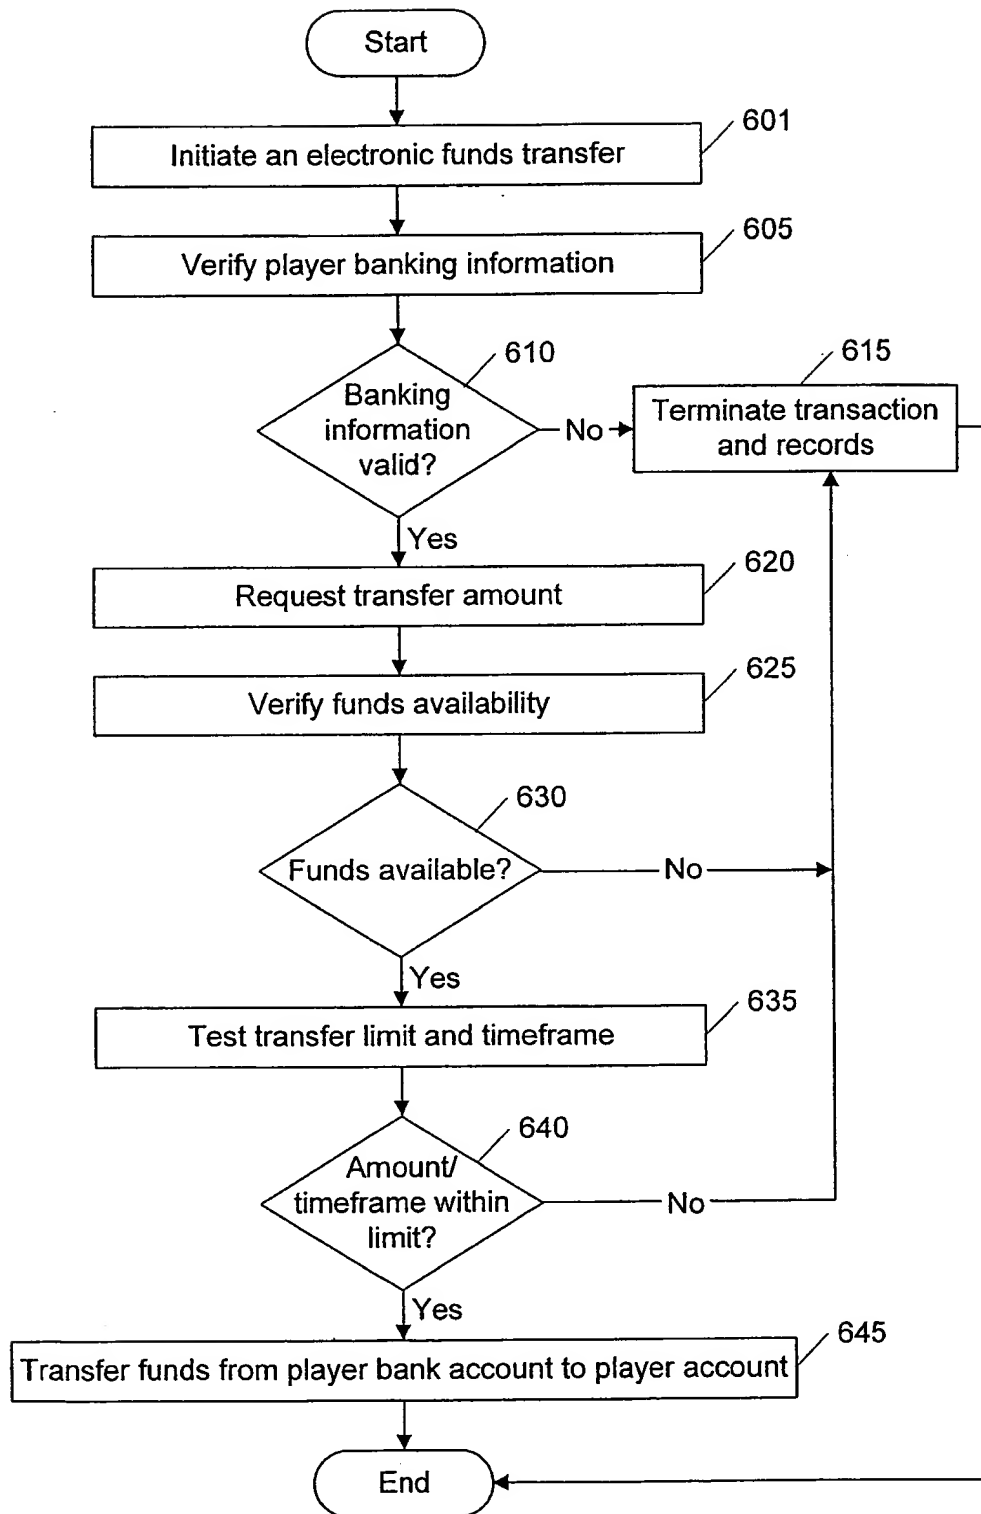 Start
601
Initiate an electronic funds transfer
605
Verify player banking information
610
615
Banking
information
valid?
No
Terminate transaction
and records
Yes
620
Request transfer amount
625
Verify funds availability
630
Funds available?
No
Yes
635
Test transfer limit and timeframe
640
Amount/
timeframe within
limit?
No
Yes
645
Transfer funds from player bank account to player account
End